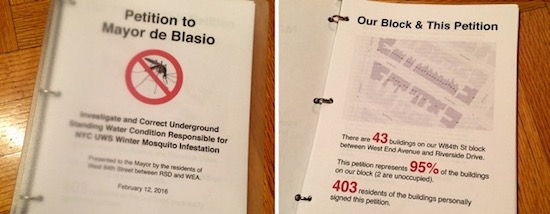 Petition to
Mayor de Blasio
Investigate and Correct Underground
Standing Water Condition Responsible for
NYC UWS Winter Mosquito Infestation
Presented to the Mayor by the residents of
West 84th Street between RSD and WEA.
February 12, 2016
Our Block & This Petition
There are 43 buildings on our W84th St block
between West End Avenue and Riverside Drive.
This petition represents 95% of the buildings
on our block (2 are unoccupied).
403 residents of the buildings personally
signed this petition.